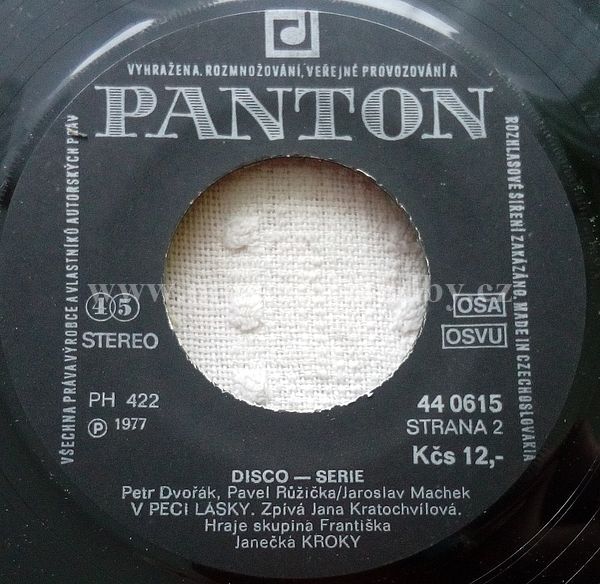 VYHRAŽENA. ROZMNOŽOVÁNÍ, VEŘEJNÉ PROVOZOVÁNÍ A
PANTON
VŠECHNA PRÁVA VÝROBCE A VLASTNÍKŮ AUTORSKÝCH PRÁV
ROZHLASOVÉ ŠÍŘENÍ ZAKÁZÁNO. MADE IN CZECHOSLOVAKIA
45
STEREO
OSA
OSVU
PH 422
℗ 1977
44 0615
STRANA 2
Kčs 12,-
DISCO — SERIE
Petr Dvořák, Pavel Růžička/Jaroslav Machek
V PECI LÁSKY. Zpívá Jana Kratochvílová.
Hraje skupina Františka
Janečka KROKY